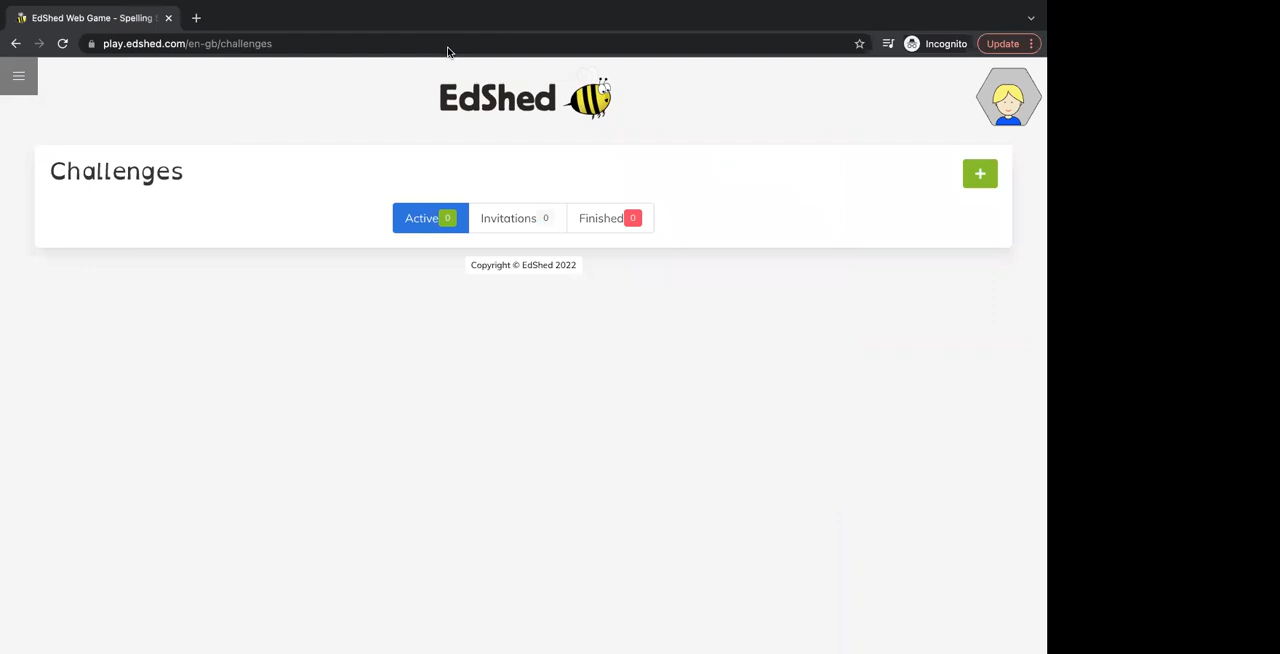 EdShed Web Game - Spelling
play.edshed.com/en-gb/challenges
Incognito
Update
EdShed
Challenges
Active 0
Invitations 0
Finished 0
Copyright © EdShed 2022